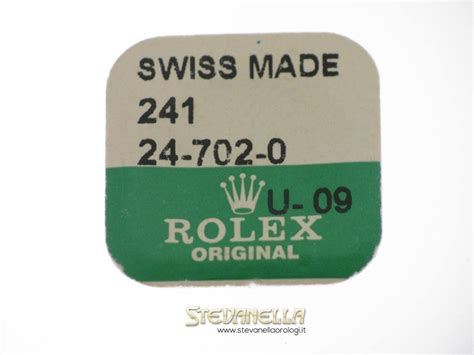 SWISS MADE
241
24-702-0
U-09
ROLEX
ORIGINAL
STEVANELLA
www.stevanellaorologi.it